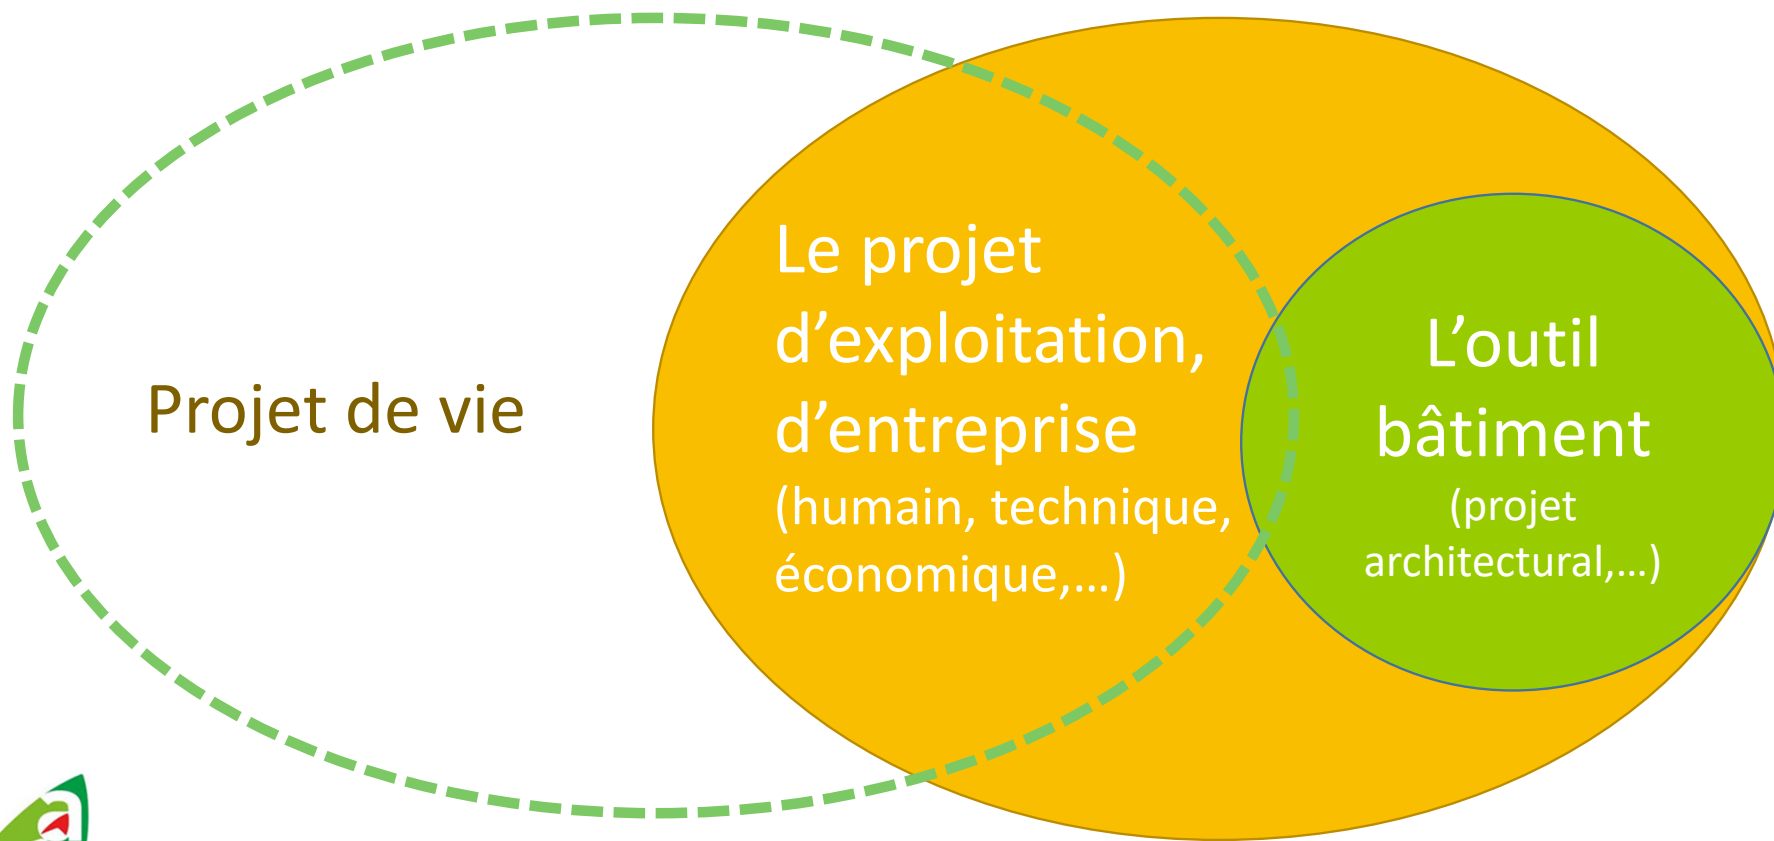 Projet de vie
Le projet
d’exploitation,
d’entreprise
(humain, technique,
économique,...)
L’outil
bâtiment
(projet
architectural,...)